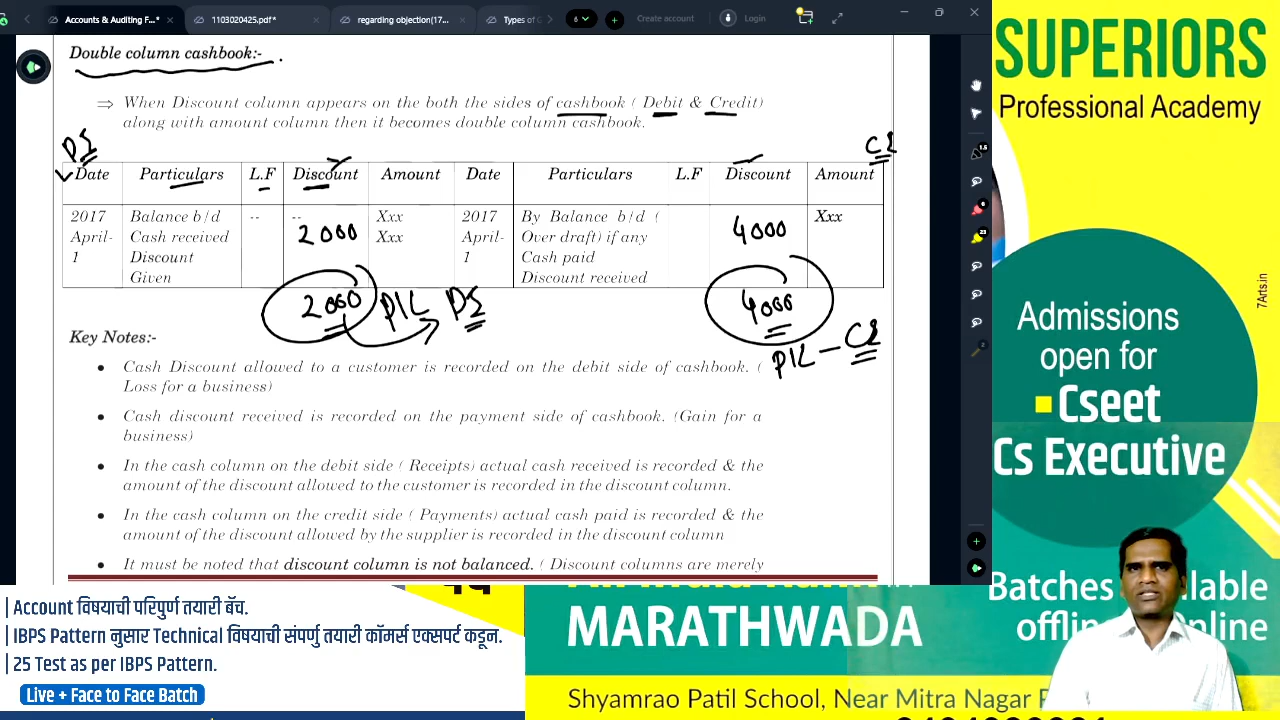 Accounts & Auditing F...*
1103020425.pdf*
regarding objection(17...
Types of
6
Create account
Login
Double column cashbook:-
⇒ When Discount column appears on the both the sides of cashbook ( Debit & Credit)
along with amount column then it becomes double column cashbook.
Date Particulars L.F Discount Amount Date Particulars L.F Discount Amount
2017 Balance b/d -- -- Xxx 2017 By Balance b/d ( Xxx
April- Cash received 2000 Xxx April- Over draft) if any 4000
1 Discount 1 Cash paid
Given Discount received
2000 P/L 4000
P/L -
Key Notes:-
• Cash Discount allowed to a customer is recorded on the debit side of cashbook. (
Loss for a business)
• Cash discount received is recorded on the payment side of cashbook. (Gain for a
business)
• In the cash column on the debit side ( Receipts) actual cash received is recorded & the
amount of the discount allowed to the customer is recorded in the discount column.
• In the cash column on the credit side ( Payments) actual cash paid is recorded & the
amount of the discount allowed by the supplier is recorded in the discount column
• It must be noted that discount column is not balanced. ( Discount columns are merely
1.5
6
23
SUPERIORS
Professional Academy
7Arts.in
Admissions
open for
Cseet
Cs Executive
Batches
offline
MARATHWADA
Shyamrao Patil School, Near Mitra Nagar
| Account विषयाची परिपुर्ण तयारी बॅच.
| IBPS Pattern नुसार Technical विषयाची संपर्णु तयारी कॉमर्स एक्सपर्ट कडून.
| 25 Test as per IBPS Pattern.
Live + Face to Face Batch